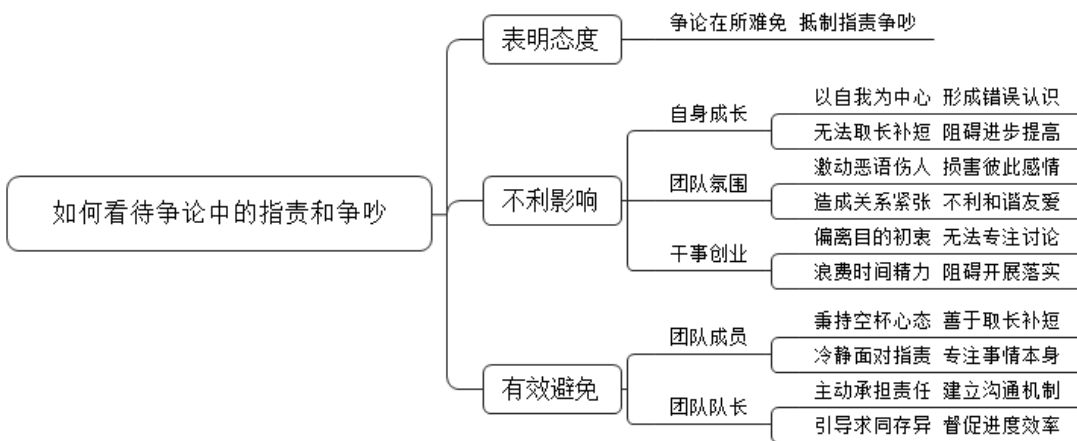 如何看待争论中的指责和争吵
表明态度
争论在所难免 抵制指责争吵
不利影响
自身成长
以自我为中心 形成错误认识
无法取长补短 阻碍进步提高
团队氛围
激动恶语伤人 损害彼此感情
造成关系紧张 不利和谐友爱
干事创业
偏离目的初衷 无法专注讨论
浪费时间精力 阻碍开展落实
有效避免
团队成员
秉持空杯心态 善于取长补短
冷静面对指责 专注事情本身
团队队长
主动承担责任 建立沟通机制
引导求同存异 督促进度效率